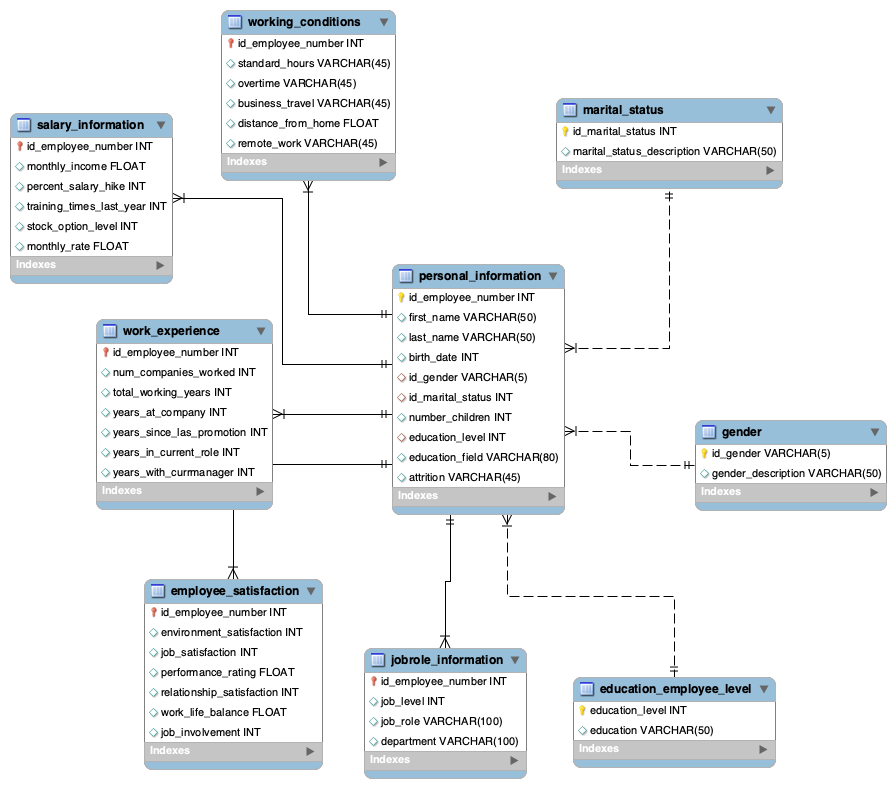 working_conditions
id_employee_number INT
standard_hours VARCHAR(45)
overtime VARCHAR(45)
business_travel VARCHAR(45)
distance_from_home FLOAT
remote_work VARCHAR(45)
Indexes
marital_status
id_marital_status INT
marital_status_description VARCHAR(50)
Indexes
salary_information
id_employee_number INT
monthly_income FLOAT
percent_salary_hike INT
training_times_last_year INT
stock_option_level INT
monthly_rate FLOAT
Indexes
personal_information
id_employee_number INT
first_name VARCHAR(50)
last_name VARCHAR(50)
birth_date INT
id_gender VARCHAR(5)
id_marital_status INT
number_children INT
education_level INT
education_field VARCHAR(80)
attrition VARCHAR(45)
Indexes
work_experience
id_employee_number INT
num_companies_worked INT
total_working_years INT
years_at_company INT
years_since_las_promotion INT
years_in_current_role INT
years_with_currmanager INT
Indexes
gender
id_gender VARCHAR(5)
gender_description VARCHAR(50)
Indexes
employee_satisfaction
id_employee_number INT
environment_satisfaction INT
job_satisfaction INT
performance_rating FLOAT
relationship_satisfaction INT
work_life_balance FLOAT
job_involvement INT
Indexes
jobrole_information
id_employee_number INT
job_level INT
job_role VARCHAR(100)
department VARCHAR(100)
Indexes
education_employee_level
education_level INT
education VARCHAR(50)
Indexes